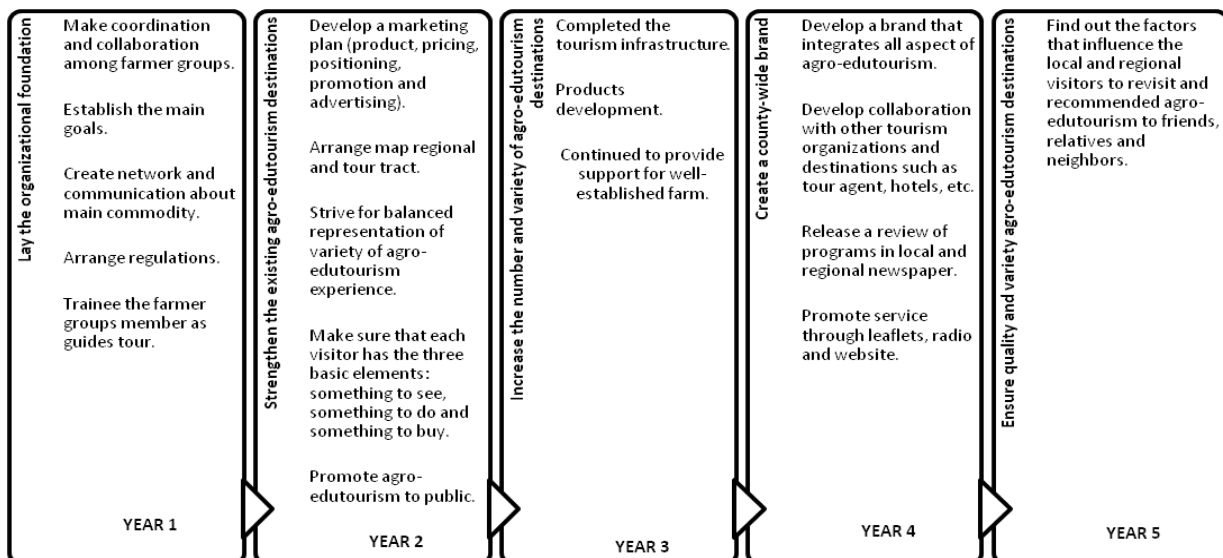 Lay the organizational foundation
Make coordination
and collaboration
among farmer groups.
Establish the main
goals.
Create network and
communication about
main commodity.
Arrange regulations.
Trainee the farmer
groups member as
guides tour.
YEAR 1
Strengthen the existing agro-edutourism destinations
Develop a marketing
plan (product, pricing,
positioning,
promotion and
advertising).
Arrange map regional
and tour tract.
Strive for balanced
representation of
variety of agro-
edutourism
experience.
Make sure that each
visitor has the three
basic elements:
something to see,
something to do and
something to buy.
Promote agro-
edutourism to public.
YEAR 2
Increase the number and variety of agro-edutourism
destinations
Completed the
tourism infrastructure.
Products
development.
Continued to provide
support for well-
established farm.
YEAR 3
Create a county-wide brand
Develop a brand that
integrates all aspect of
agro-edutourism.
Develop collaboration
with other tourism
organizations and
destinations such as
tour agent, hotels, etc.
Release a review of
programs in local and
regional newspaper.
Promote service
through leaflets, radio
and website.
YEAR 4
Ensure quality and variety agro-edutourism destinations
Find out the factors
that influence the
local and regional
visitors to revisit and
recommended agro-
edutourism to friends,
relatives and
neighbors.
YEAR 5